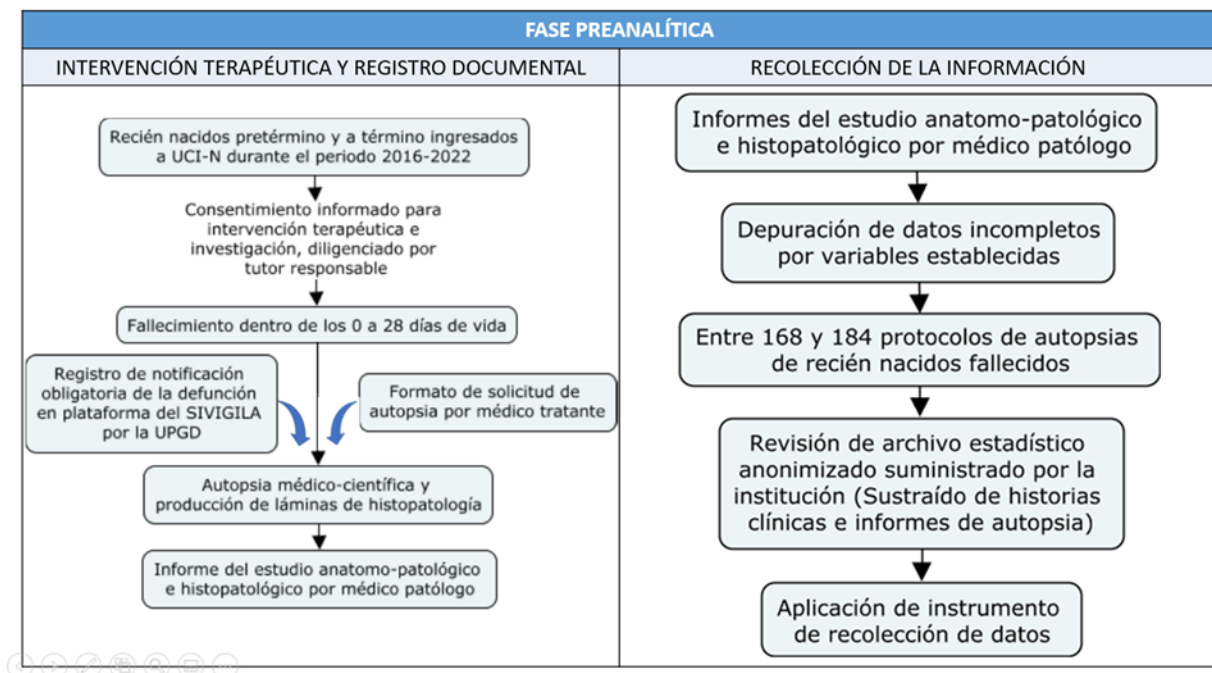 FASE PREANALÍTICA
INTERVENCIÓN TERAPÉUTICA Y REGISTRO DOCUMENTAL
Recién nacidos pretérmino y a término ingresados
a UCI-N durante el periodo 2016-2022
Consentimiento informado para
intervención terapéutica e
investigación, diligenciado por
tutor responsable
Fallecimiento dentro de los 0 a 28 días de vida
Registro de notificación
obligatoria de la defunción
en plataforma del SIVIGILA
por la UPGD
Formato de solicitud de
autopsia por médico tratante
Autopsia médico-científica y
producción de láminas de histopatología
Informe del estudio anatomo-patológico
e histopatológico por médico patólogo
RECOLECCIÓN DE LA INFORMACIÓN
Informes del estudio anatomo-patológico
e histopatológico por médico patólogo
Depuración de datos incompletos
por variables establecidas
Entre 168 y 184 protocolos de autopsias
de recién nacidos fallecidos
Revisión de archivo estadístico
anonimizado suministrado por la
institución (Sustraído de historias
clínicas e informes de autopsia)
Aplicación de instrumento
de recolección de datos